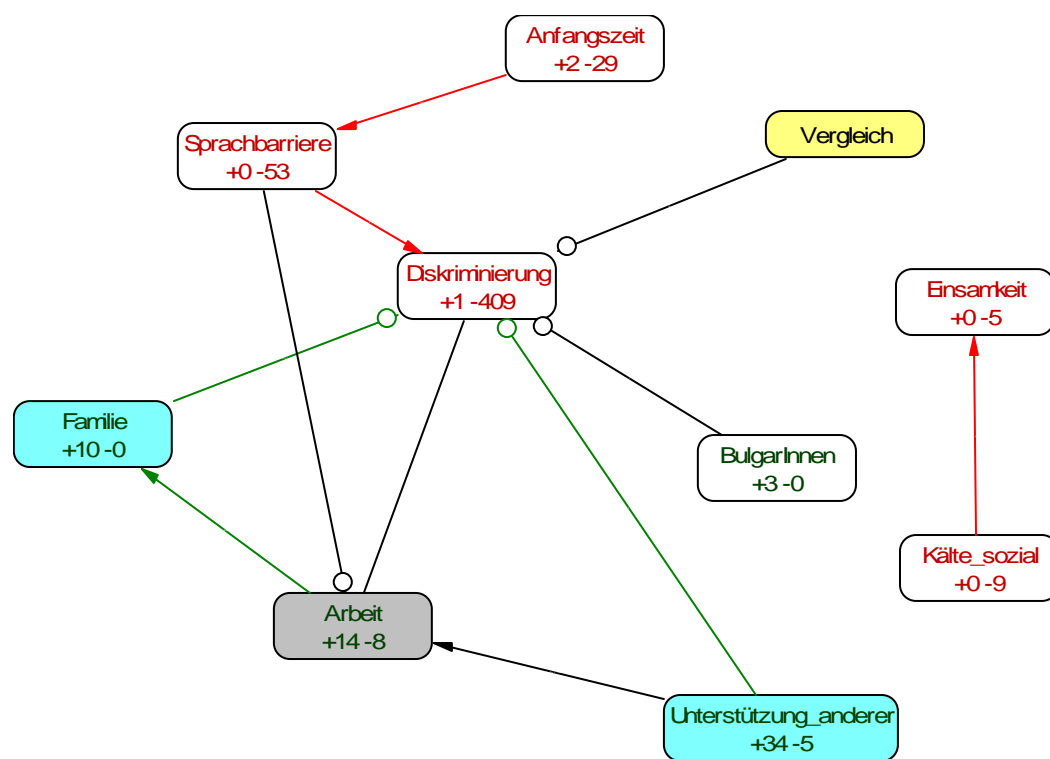 Anfangszeit
+2 -29
Vergleich
Sprachbarriere
+0 -53
Diskriminierung
+1 -409
Einsamkeit
+0 -5
Familie
+10 -0
BulgarInnen
+3 -0
Kälte_sozial
+0 -9
Arbeit
+14 -8
Unterstützung_anderer
+34 -5